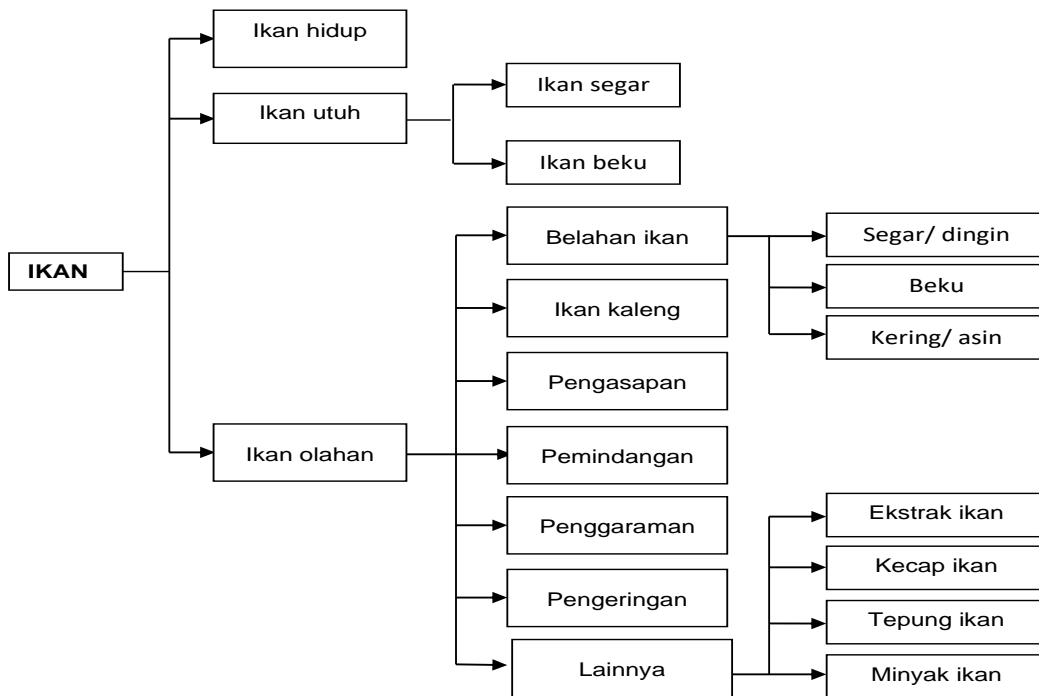 IKAN
Ikan hidup
Ikan utuh
Ikan segar
Ikan beku
Ikan olahan
Belahan ikan
Segar/ dingin
Beku
Kering/ asin
Ikan kaleng
Pengasapan
Pemindangan
Penggaraman
Pengeringan
Lainnya
Ekstrak ikan
Kecap ikan
Tepung ikan
Minyak ikan